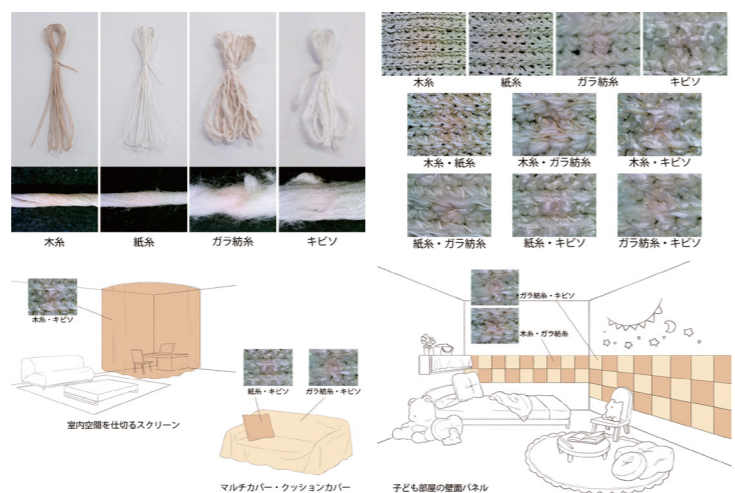 木糸
紙糸
ガラ紡糸
キビソ
木糸
紙糸
ガラ紡糸
キビソ
木糸・紙糸
木糸・ガラ紡糸
木糸・キビソ
紙糸・ガラ紡糸
紙糸・キビソ
ガラ紡糸・キビソ
木糸・キビソ
室内空間を仕切るスクリーン
紙糸・キビソ
ガラ紡糸・キビソ
マルチカバー・クッションカバー
ガラ紡糸・キビソ
木糸・ガラ紡糸
子ども部屋の壁面パネル